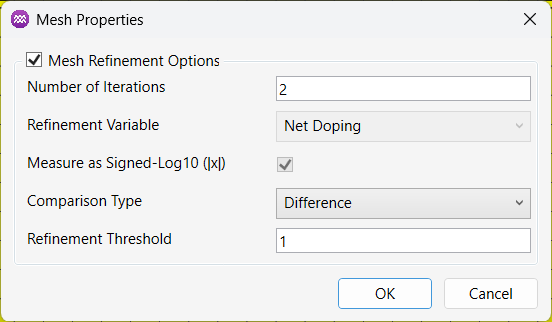 Mesh Properties
Mesh Refinement Options
Number of Iterations 2
Refinement Variable Net Doping
Measure as Signed-Log10 (|x|)
Comparison Type Difference
Refinement Threshold 1
OK Cancel